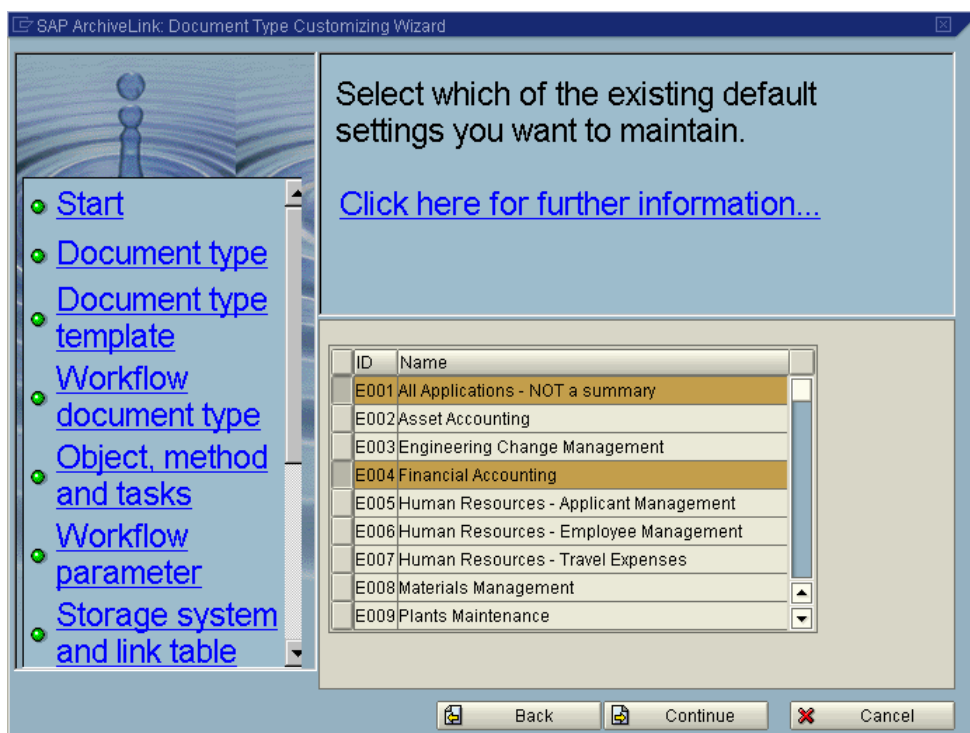 SAP ArchiveLink: Document Type Customizing Wizard
Select which of the existing default
settings you want to maintain.
Click here for further information...
Start
Document type
Document type
template
Workflow
document type
Object, method
and tasks
Workflow
parameter
Storage system
and link table
ID Name
E001 All Applications - NOT a summary
E002 Asset Accounting
E003 Engineering Change Management
E004 Financial Accounting
E005 Human Resources - Applicant Management
E006 Human Resources - Employee Management
E007 Human Resources - Travel Expenses
E008 Materials Management
E009 Plants Maintenance
Back Continue Cancel